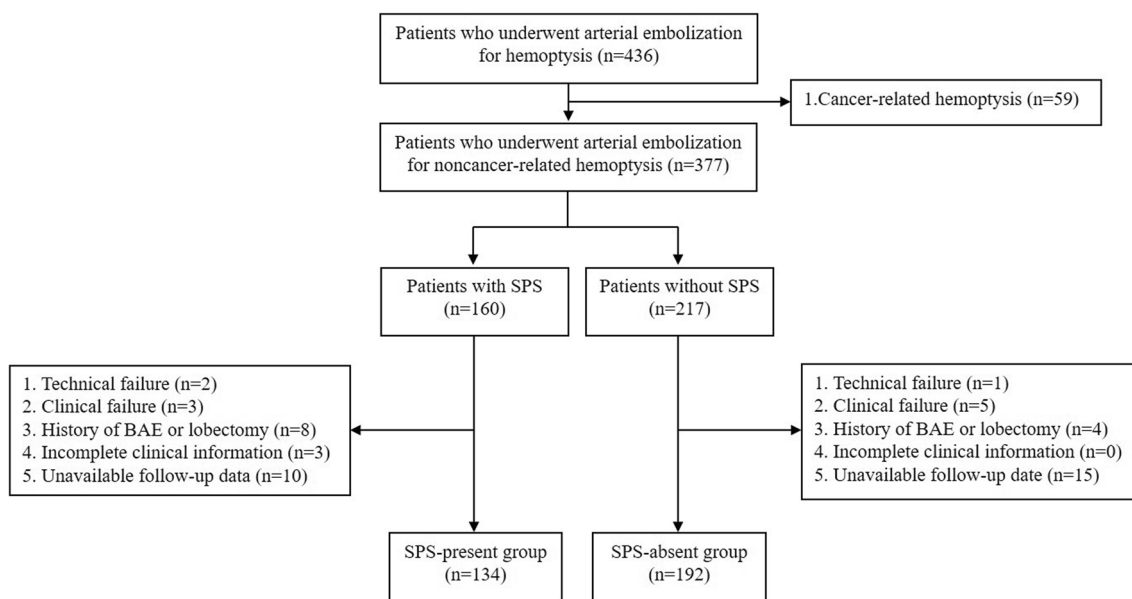 Patients who underwent arterial embolization
for hemoptysis (n=436)
1.Cancer-related hemoptysis (n=59)
Patients who underwent arterial embolization
for noncancer-related hemoptysis (n=377)
Patients with SPS
(n=160)
Patients without SPS
(n=217)
1. Technical failure (n=2)
2. Clinical failure (n=3)
3. History of BAE or lobectomy (n=8)
4. Incomplete clinical information (n=3)
5. Unavailable follow-up data (n=10)
1. Technical failure (n=1)
2. Clinical failure (n=5)
3. History of BAE or lobectomy (n=4)
4. Incomplete clinical information (n=0)
5. Unavailable follow-up date (n=15)
SPS-present group
(n=134)
SPS-absent group
(n=192)